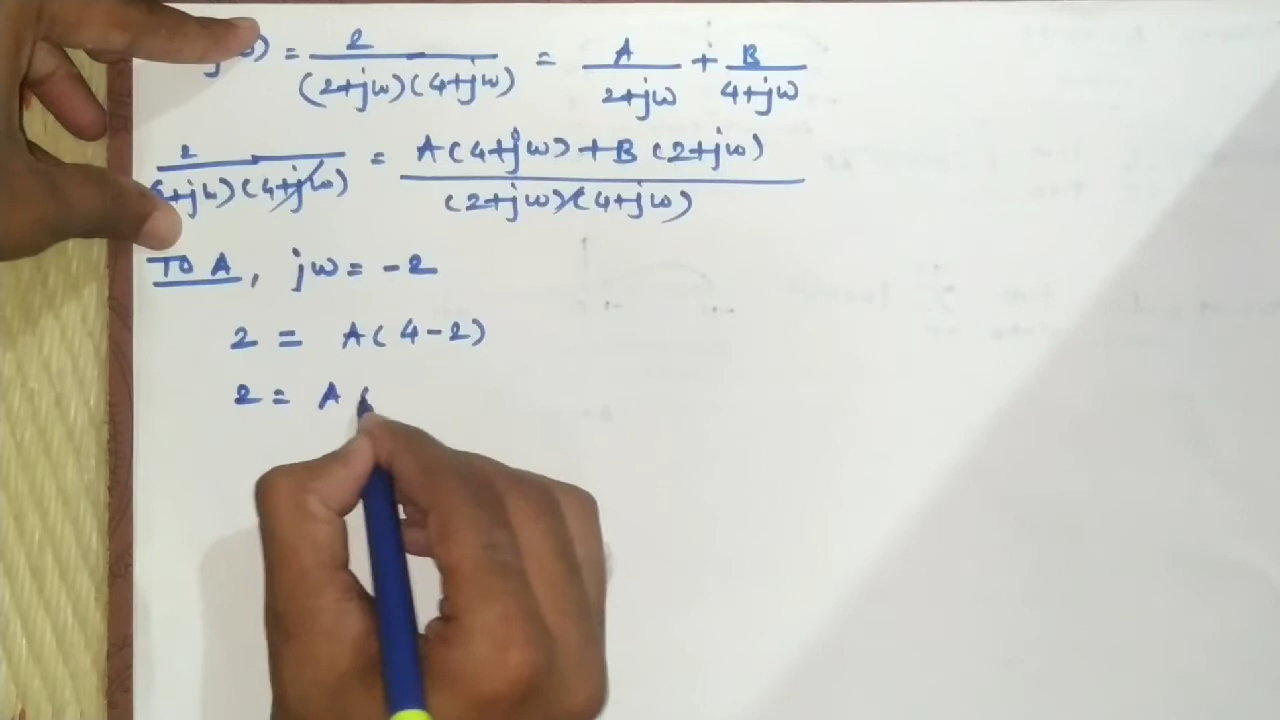 jω) = 2 / (2+jω)(4+jω) = A / 2+jω + B / 4+jω
2 / +jω)(4+jω) = A(4+jω)+B(2+jω) / (2+jω)(4+jω)
TO A, jω = -2
2 = A(4-2)
2 = A(